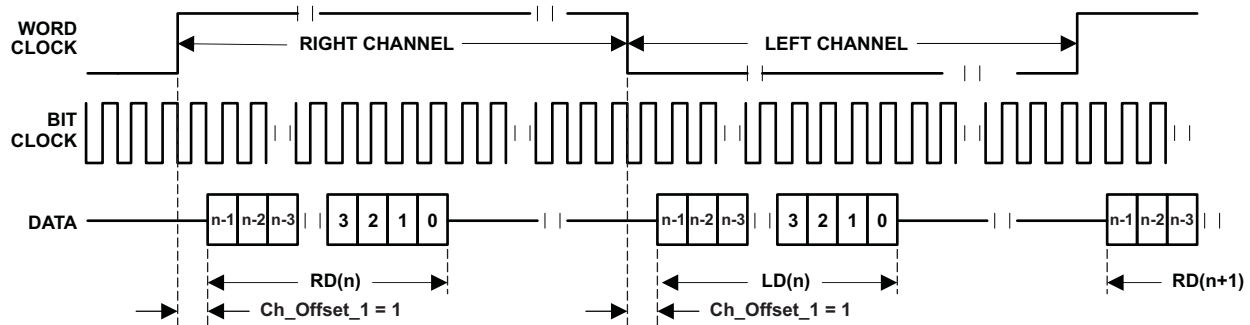 WORD
CLOCK
RIGHT CHANNEL
LEFT CHANNEL
BIT
CLOCK
DATA
n-1 n-2 n-3 3 2 1 0 n-1 n-2 n-3 3 2 1 0 n-1 n-2 n-3
RD(n)
LD(n)
RD(n+1)
Ch_Offset_1 = 1
Ch_Offset_1 = 1